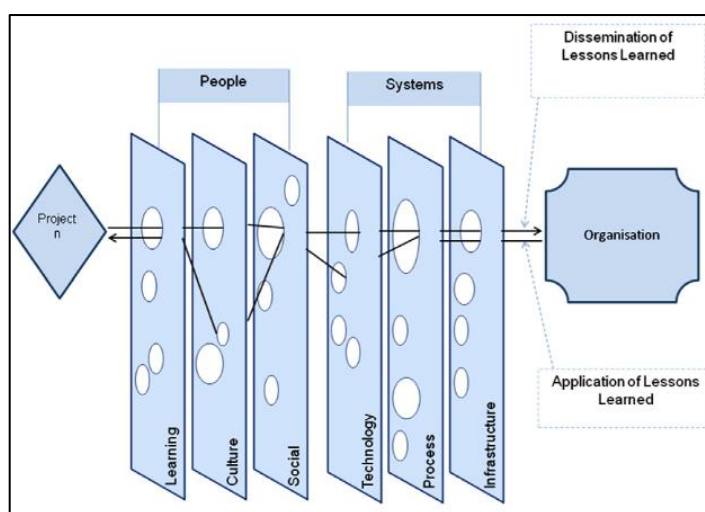 Dissemination of
Lessons Learned
People
Systems
Project
n
Organisation
Learning
Culture
Social
Technology
Process
Infrastructure
Application of Lessons
Learned